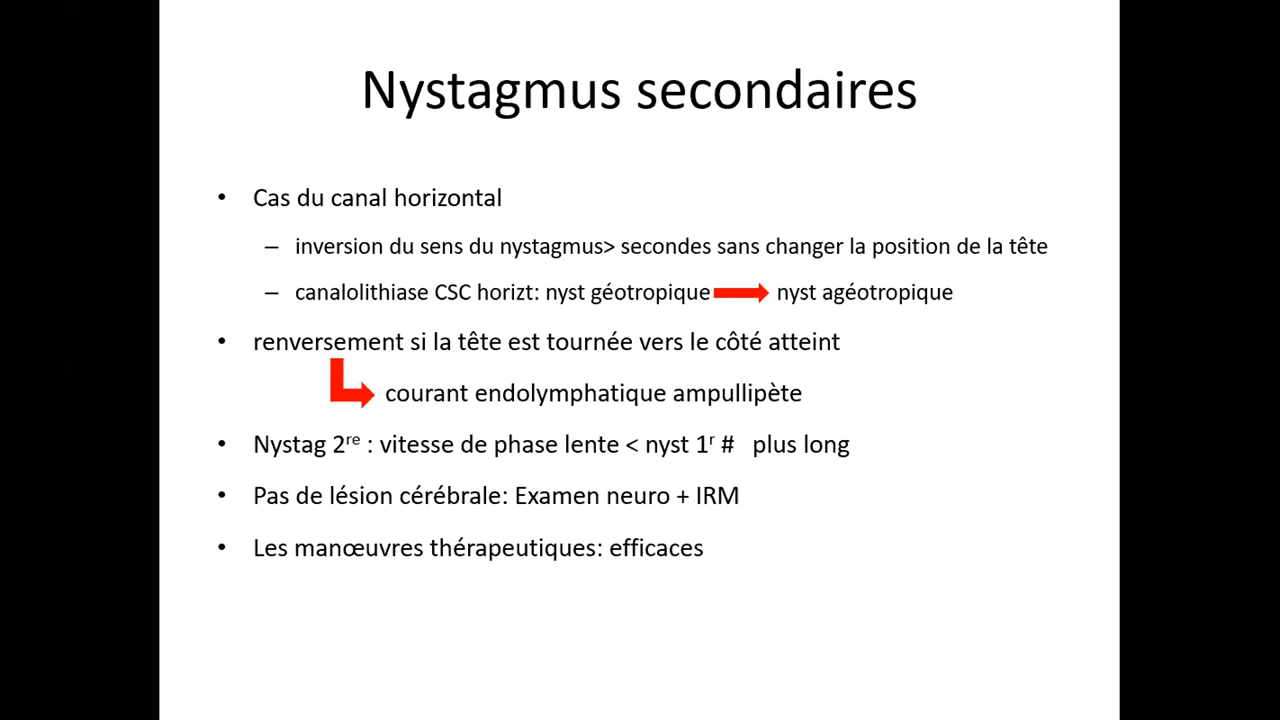 Nystagmus secondaires
• Cas du canal horizontal
– inversion du sens du nystagmus> secondes sans changer la position de la tête
– canalolithiase CSC horizt: nyst géotropique nyst agéotropique
• renversement si la tête est tournée vers le côté atteint
courant endolymphatique ampullipète
• Nystag 2re : vitesse de phase lente < nyst 1r # plus long
• Pas de lésion cérébrale: Examen neuro + IRM
• Les manœuvres thérapeutiques: efficaces